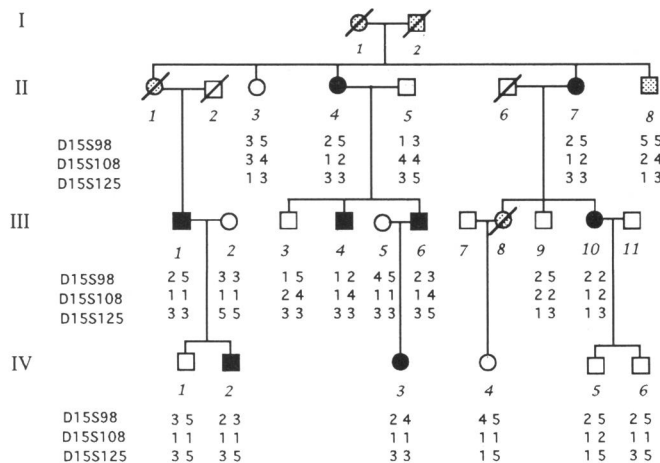 I
1 2
II
1 2 3 4 5 6 7 8
D15S98 3 5 2 5 1 3 2 5 5 5
D15S108 3 4 1 2 4 4 1 2 2 4
D15S125 1 3 3 3 3 5 3 3 1 3
III
1 2 3 4 5 6 7 8 9 10 11
D15S98 2 5 3 3 1 5 1 2 4 5 2 3 2 5 2 2
D15S108 1 1 1 1 2 4 1 4 1 1 1 4 2 2 1 2
D15S125 3 3 5 5 3 3 3 3 3 3 3 5 1 3 1 3
IV
1 2 3 4 5 6
D15S98 3 5 2 3 2 4 4 5 2 5 2 5
D15S108 1 1 1 1 1 1 1 1 1 2 1 1
D15S125 3 5 3 5 3 3 1 5 1 5 3 5